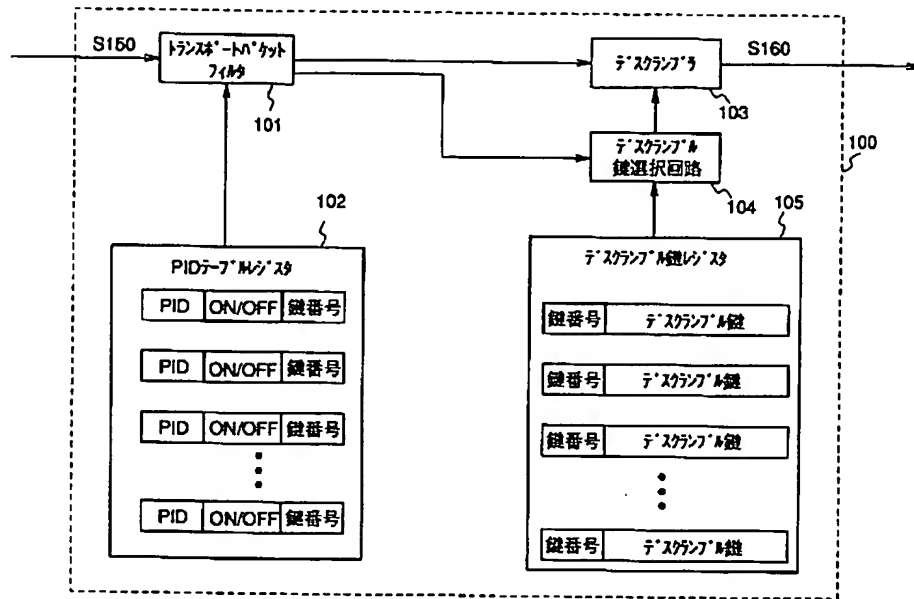 S150
トランスポートパケット
フィルタ
101
デスクランブラ
103
S160
デスクランブル
鍵選択回路
104
100
102
PIDテーブルレジスタ
PID ON/OFF 鍵番号
PID ON/OFF 鍵番号
PID ON/OFF 鍵番号
PID ON/OFF 鍵番号
105
デスクランブル鍵レジスタ
鍵番号 デスクランブル鍵
鍵番号 デスクランブル鍵
鍵番号 デスクランブル鍵
鍵番号 デスクランブル鍵